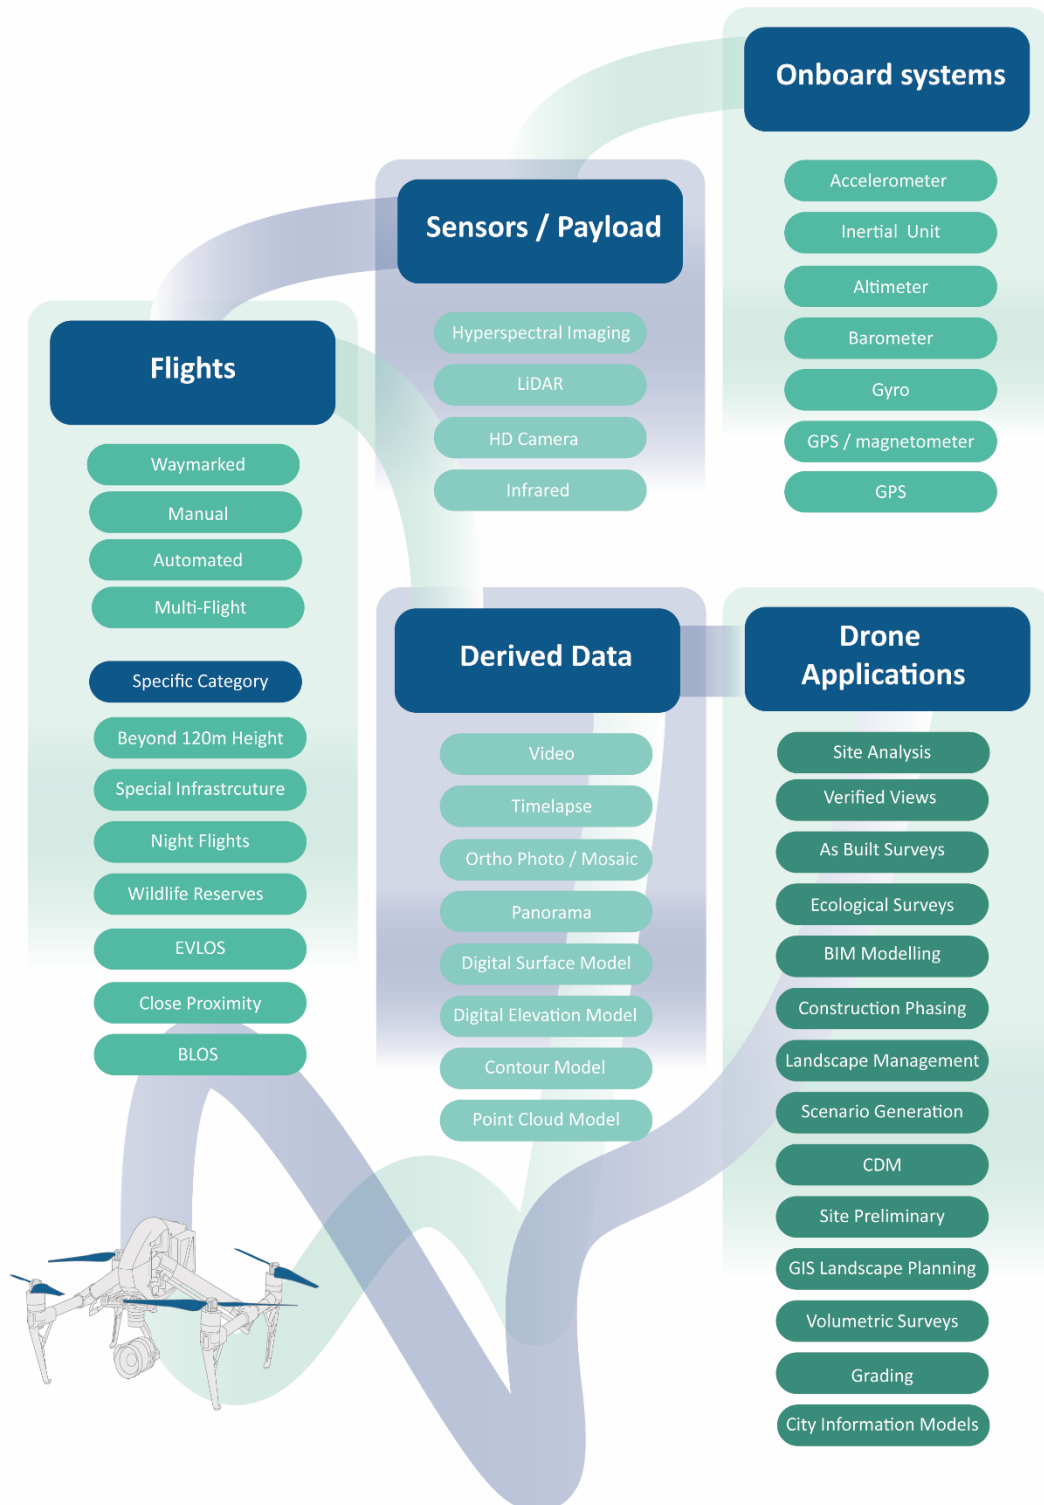 Onboard systems
Accelerometer
Inertial Unit
Altimeter
Barometer
Gyro
GPS / magnetometer
GPS
Sensors / Payload
Hyperspectral Imaging
LiDAR
HD Camera
Infrared
Flights
Waymarked
Manual
Automated
Multi-Flight
Specific Category
Beyond 120m Height
Special Infrastrcuture
Night Flights
Wildlife Reserves
EVLOS
Close Proximity
BLOS
Derived Data
Video
Timelapse
Ortho Photo / Mosaic
Panorama
Digital Surface Model
Digital Elevation Model
Contour Model
Point Cloud Model
Drone
Applications
Site Analysis
Verified Views
As Built Surveys
Ecological Surveys
BIM Modelling
Construction Phasing
Landscape Management
Scenario Generation
CDM
Site Preliminary
GIS Landscape Planning
Volumetric Surveys
Grading
City Information Models